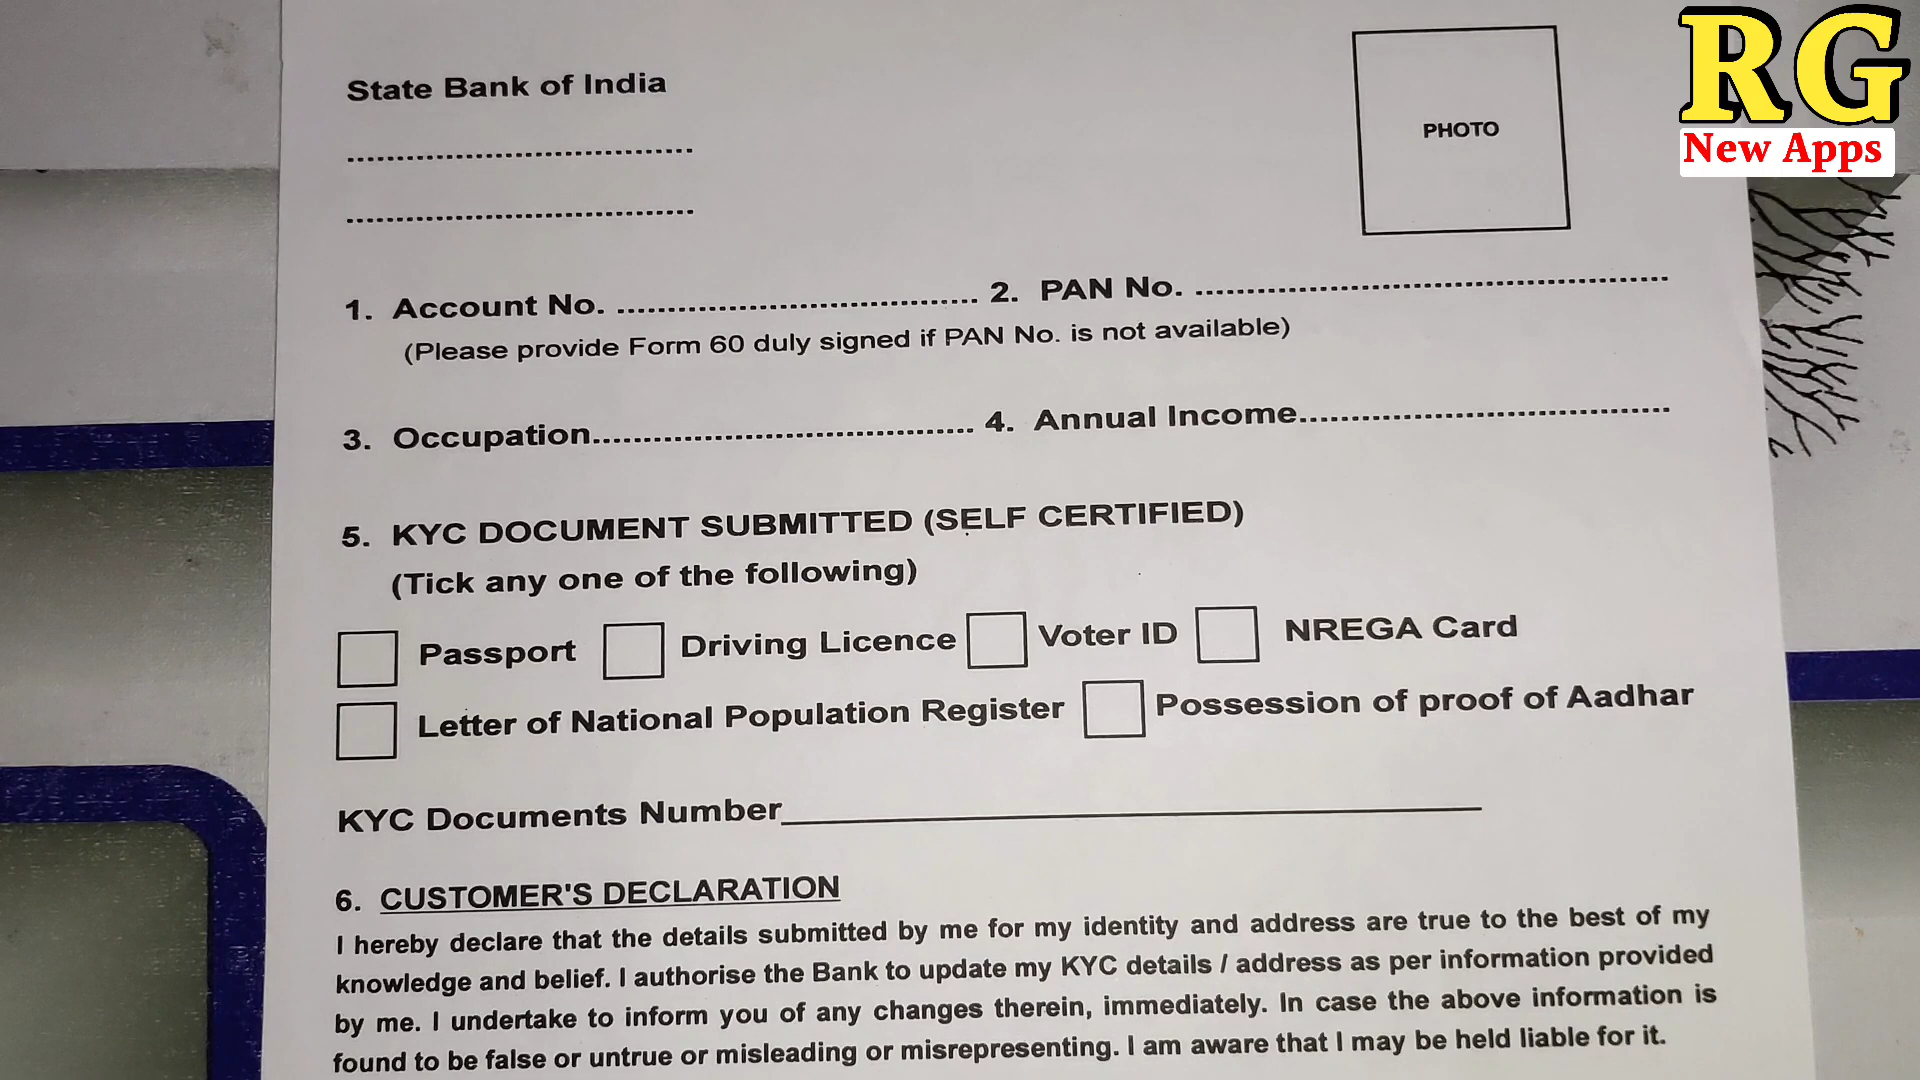 State Bank of India
PHOTO
RG
New Apps
1. Account No. .................................... 2. PAN No. ...............................................
(Please provide Form 60 duly signed if PAN No. is not available)
3. Occupation...................................... 4. Annual Income.....................................
5. KYC DOCUMENT SUBMITTED (SELF CERTIFIED)
(Tick any one of the following)
Passport Driving Licence Voter ID NREGA Card
Letter of National Population Register Possession of proof of Aadhar
KYC Documents Number
6. CUSTOMER'S DECLARATION
I hereby declare that the details submitted by me for my identity and address are true to the best of my
knowledge and belief. I authorise the Bank to update my KYC details / address as per information provided
by me. I undertake to inform you of any changes therein, immediately. In case the above information is
found to be false or untrue or misleading or misrepresenting. I am aware that I may be held liable for it.